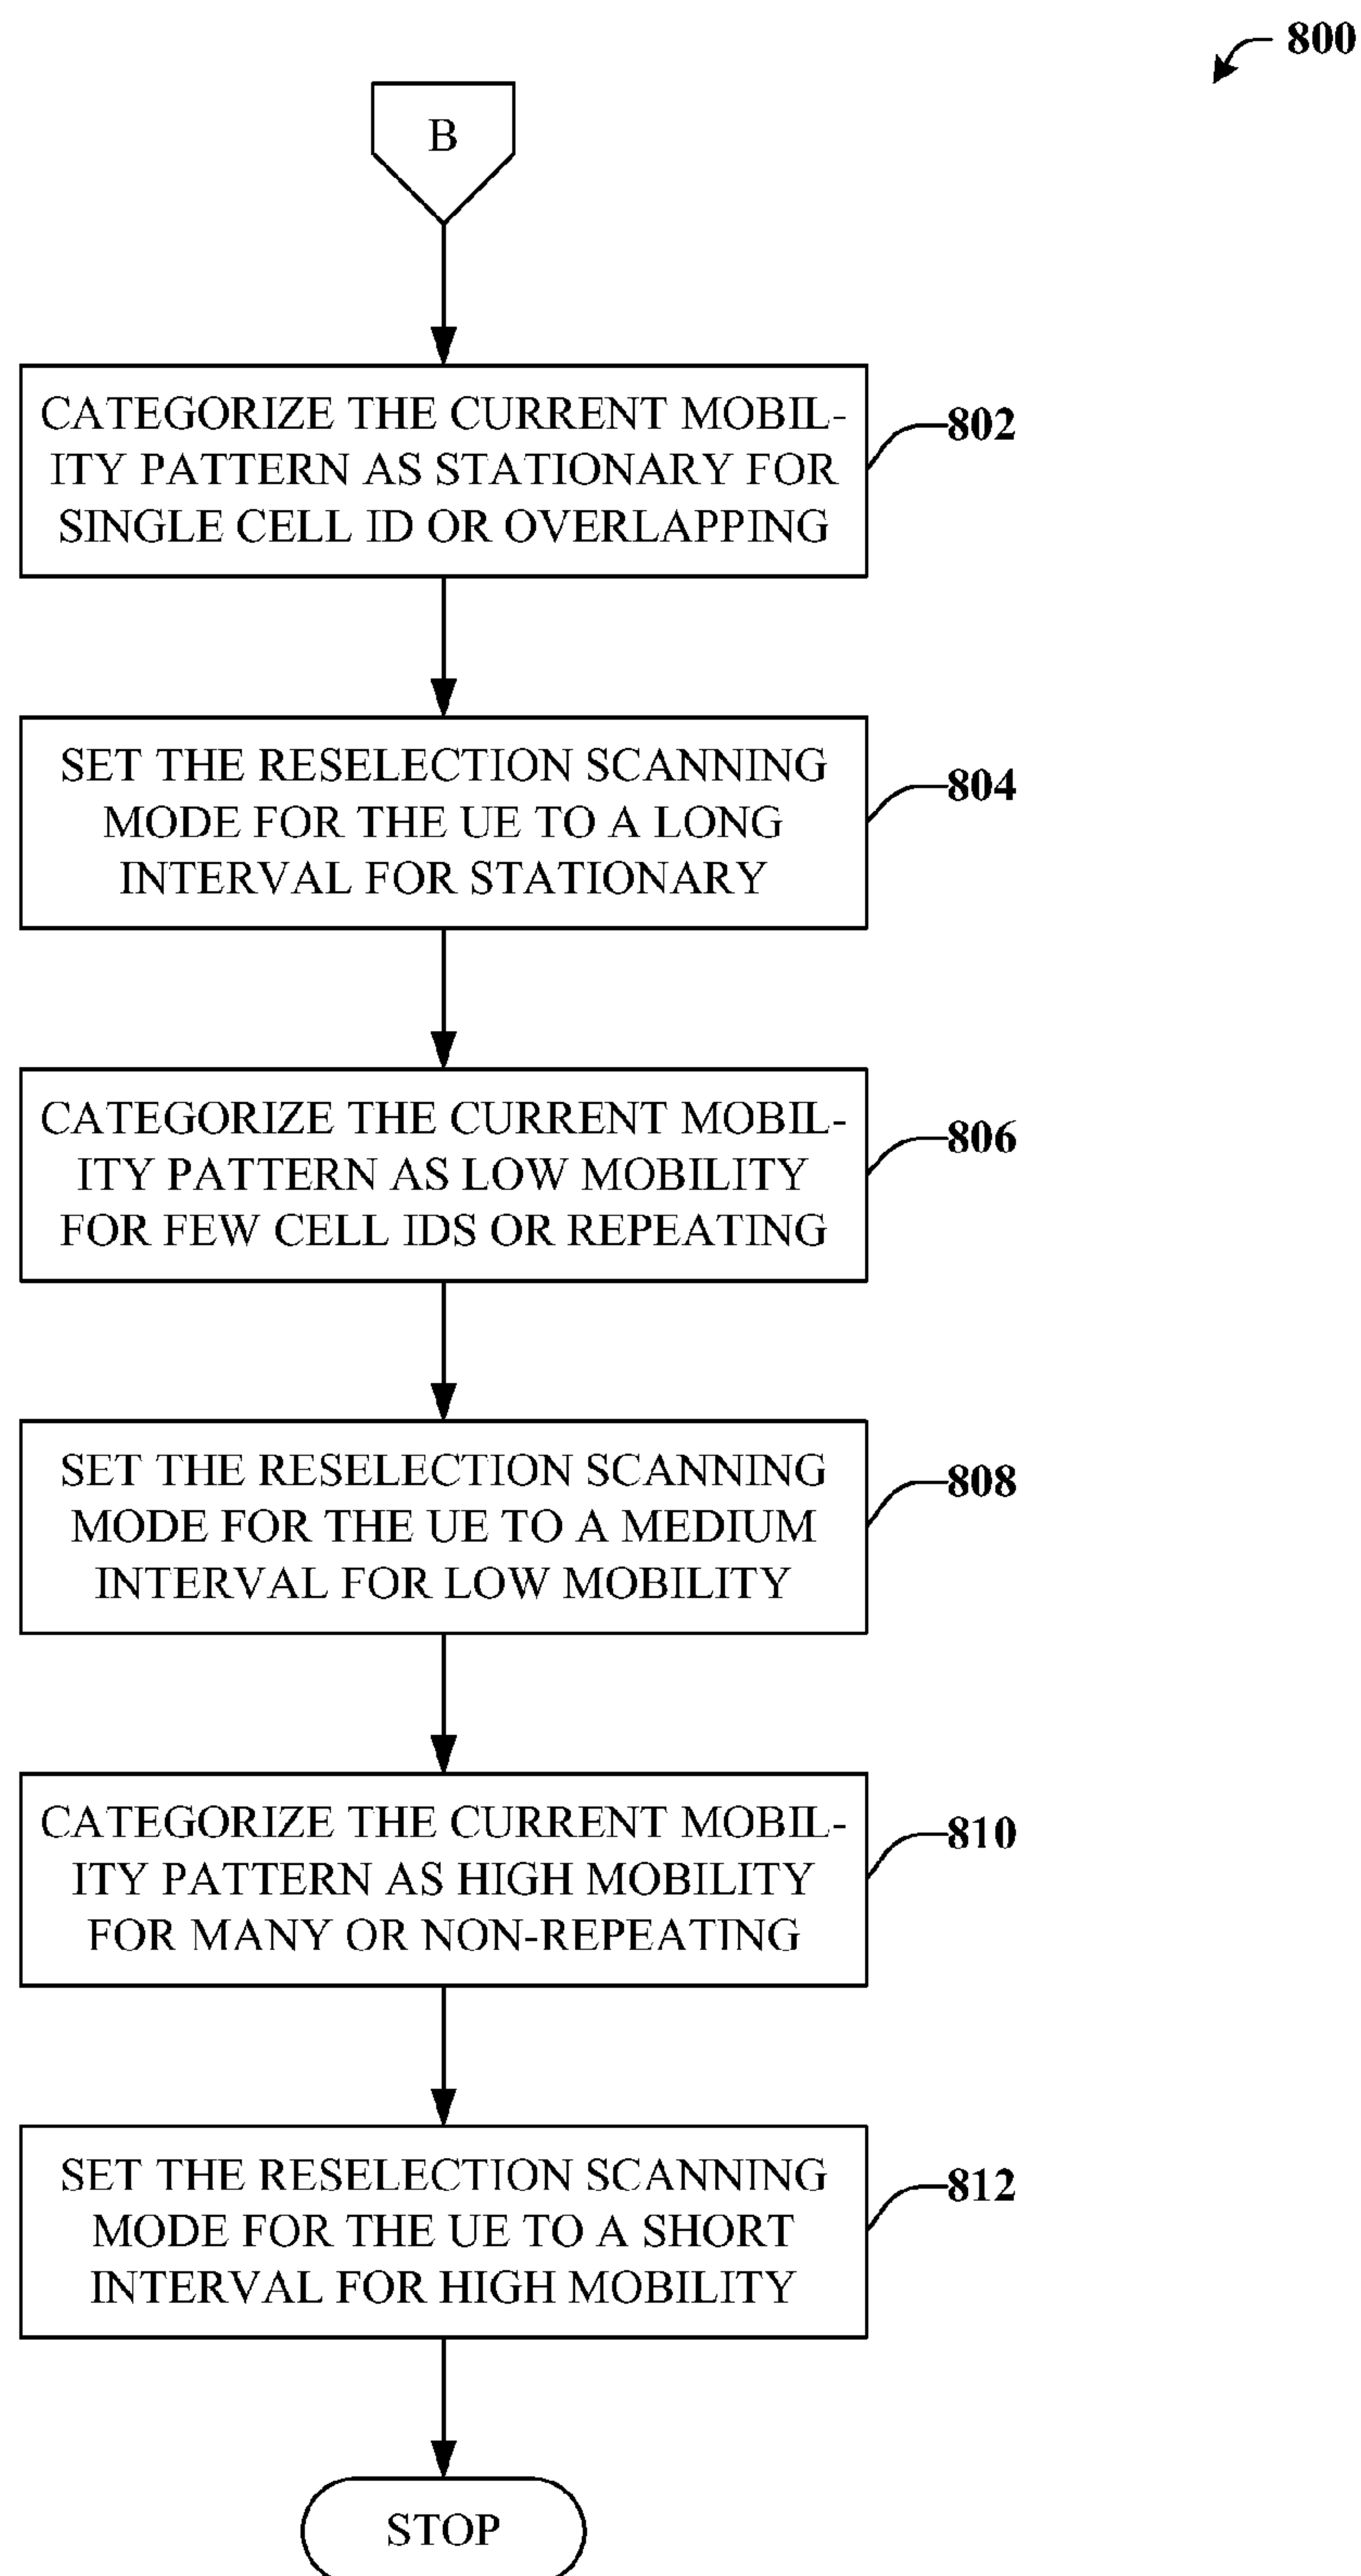 800
B
CATEGORIZE THE CURRENT MOBIL-
ITY PATTERN AS STATIONARY FOR
SINGLE CELL ID OR OVERLAPPING
802
SET THE RESELECTION SCANNING
MODE FOR THE UE TO A LONG
INTERVAL FOR STATIONARY
804
CATEGORIZE THE CURRENT MOBIL-
ITY PATTERN AS LOW MOBILITY
FOR FEW CELL IDS OR REPEATING
806
SET THE RESELECTION SCANNING
MODE FOR THE UE TO A MEDIUM
INTERVAL FOR LOW MOBILITY
808
CATEGORIZE THE CURRENT MOBIL-
ITY PATTERN AS HIGH MOBILITY
FOR MANY OR NON-REPEATING
810
SET THE RESELECTION SCANNING
MODE FOR THE UE TO A SHORT
INTERVAL FOR HIGH MOBILITY
812
STOP